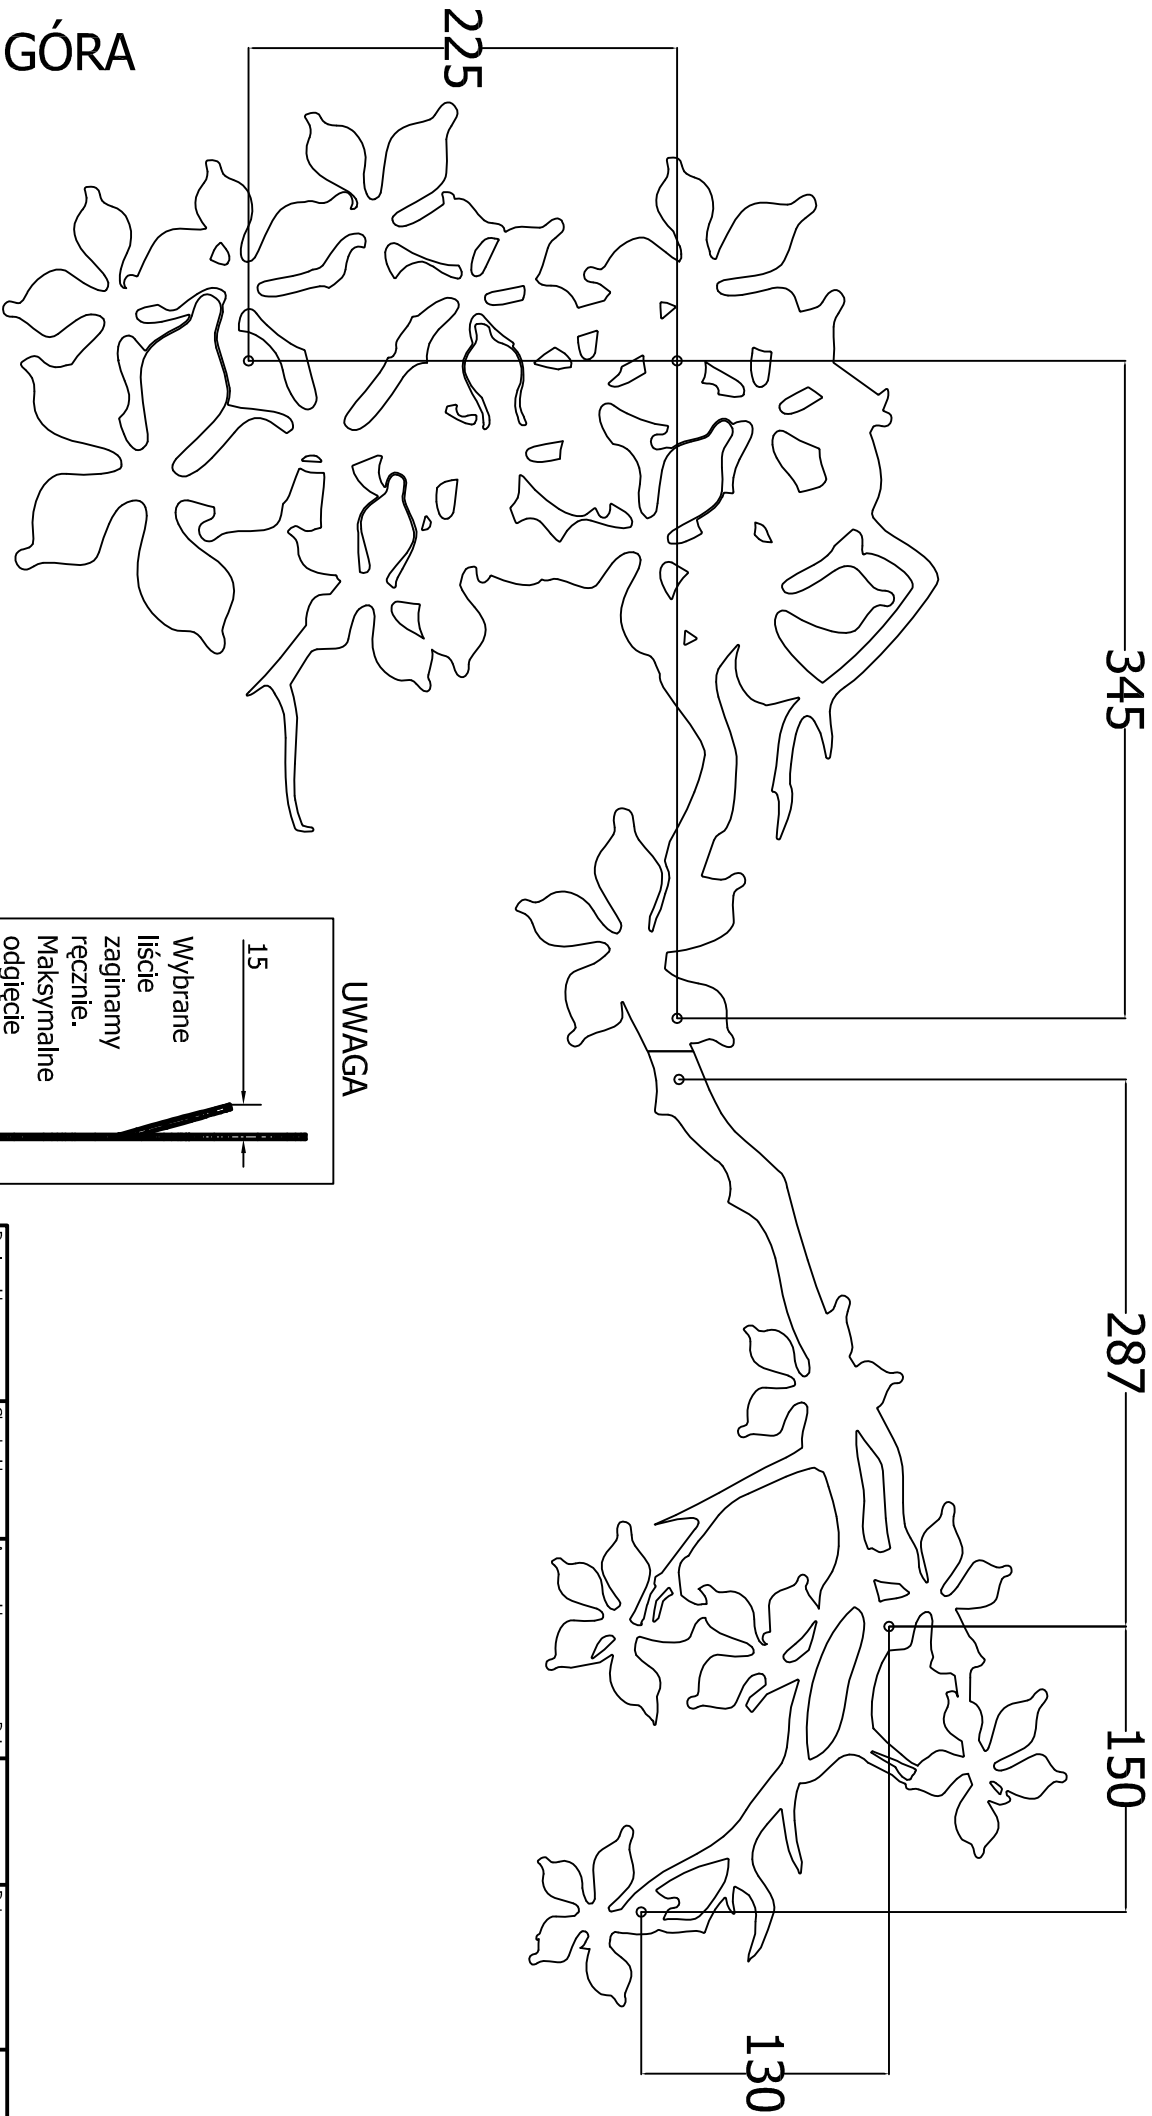 GÓRA
225
345
287
150
130
UWAGA
15
Wybrane
liście
zaginamy
ręcznie.
Maksymalne
odgięcie